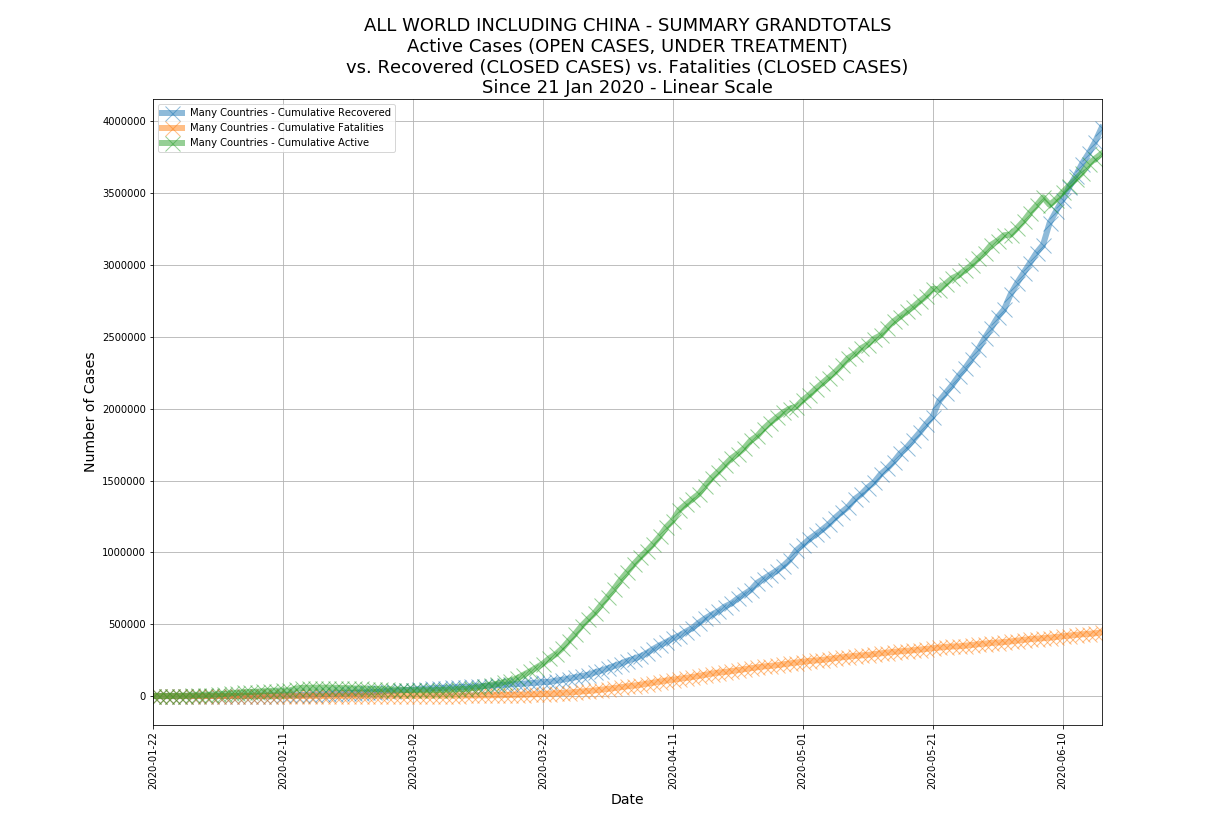 ALL WORLD INCLUDING CHINA - SUMMARY GRANDTOTALS
Active Cases (OPEN CASES, UNDER TREATMENT)
vs. Recovered (CLOSED CASES) vs. Fatalities (CLOSED CASES)
Since 21 Jan 2020 - Linear Scale
Many Countries - Cumulative Recovered
Many Countries - Cumulative Fatalities
Many Countries - Cumulative Active
Number of Cases
4000000
3500000
3000000
2500000
2000000
1500000
1000000
500000
0
2020-01-22
2020-02-11
2020-03-02
2020-03-22
2020-04-11
2020-05-01
2020-05-21
2020-06-10
Date